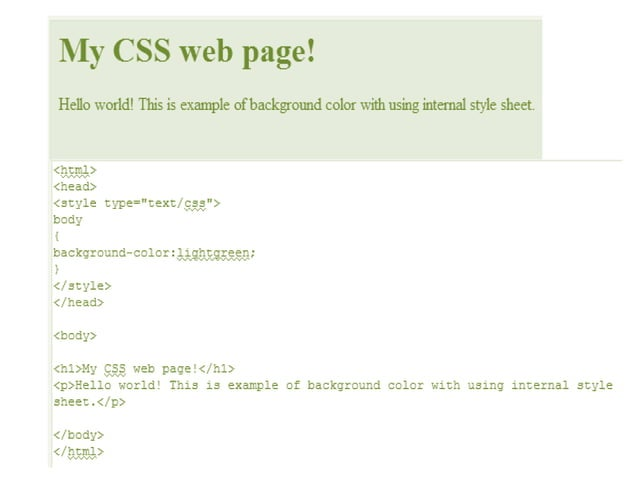 My CSS web page!
Hello world! This is example of background color with using internal style sheet.
<html>
<head>
<style type="text/css">
body
{
background-color:lightgreen;
}
</style>
</head>
<body>
<h1>My CSS web page!</h1>
<p>Hello world! This is example of background color with using internal style
sheet.</p>
</body>
</html>